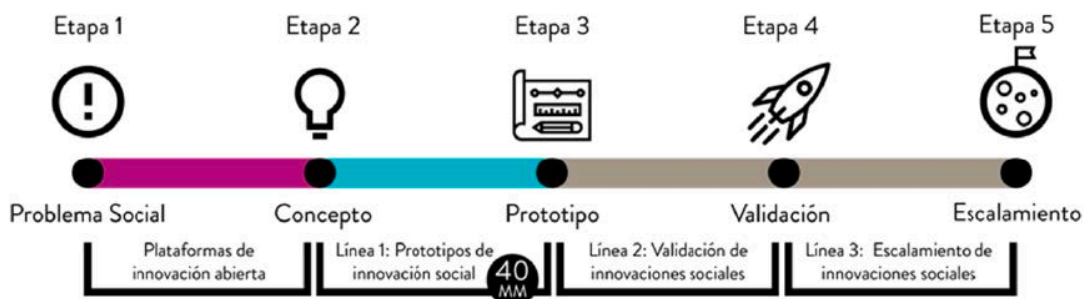 Etapa 1
Etapa 2
Etapa 3
Etapa 4
Etapa 5
Problema Social
Concepto
Prototipo
Validación
Escalamiento
Plataformas de
innovación abierta
Línea 1: Prototipos de
innovación social
40
MM
Línea 2: Validación de
innovaciones sociales
Línea 3: Escalamiento de
innovaciones sociales